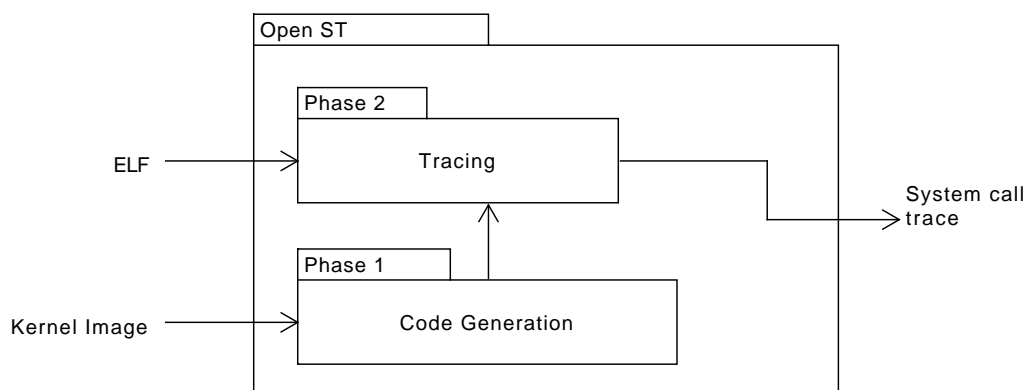 Open ST
Phase 2
ELF
Tracing
System call
trace
Phase 1
Kernel Image
Code Generation